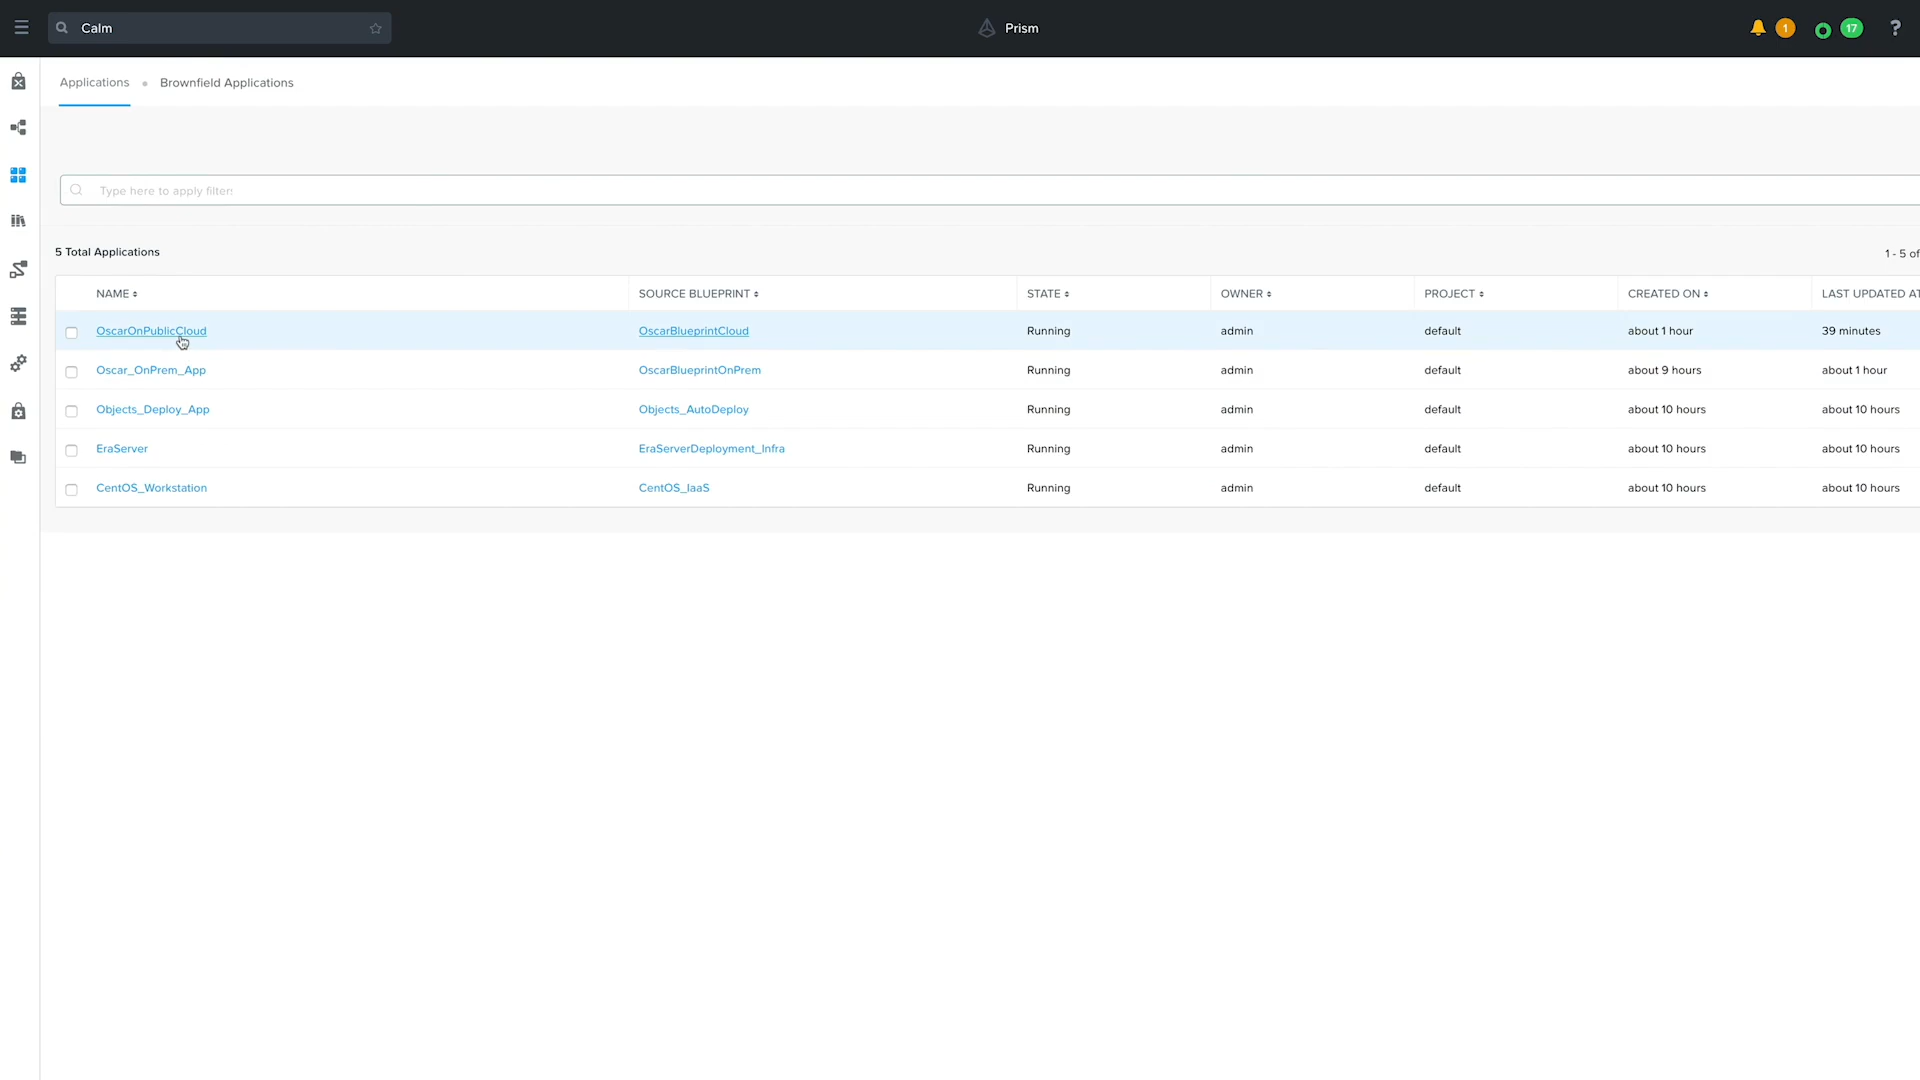 Calm
Prism
1
17
?
Applications
Brownfield Applications
Type here to apply filters
5 Total Applications
1 - 5 of
NAME SOURCE BLUEPRINT STATE OWNER PROJECT CREATED ON LAST UPDATED AT
OscarOnPublicCloud OscarBlueprintCloud Running admin default about 1 hour 39 minutes
Oscar_OnPrem_App OscarBlueprintOnPrem Running admin default about 9 hours about 1 hour
Objects_Deploy_App Objects_AutoDeploy Running admin default about 10 hours about 10 hours
EraServer EraServerDeployment_Infra Running admin default about 10 hours about 10 hours
CentOS_Workstation CentOS_IaaS Running admin default about 10 hours about 10 hours